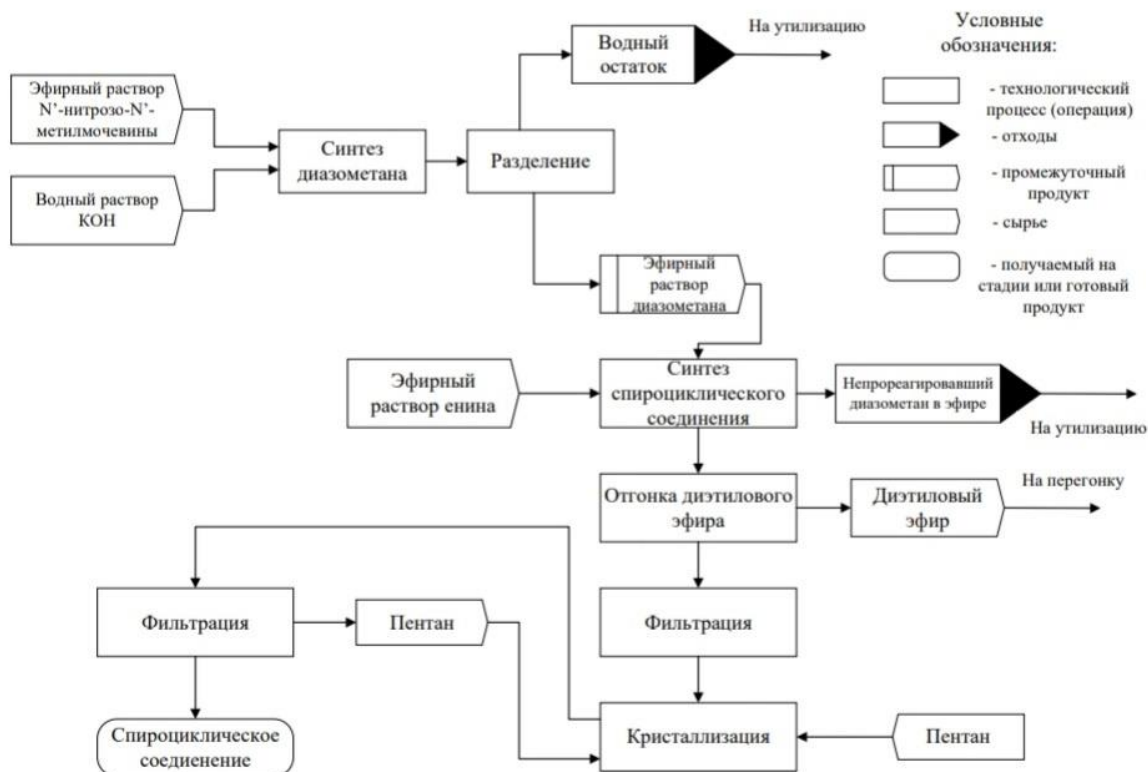 Эфирный раствор
N’-нитрозо-N’-
метилмочевины
Водный раствор
КОН
Синтез
диазометана
Разделение
Водный
остаток
На утилизацию
Условные
обозначения:
- технологический
процесс (операция)
- отходы
- промежуточный
продукт
- сырье
- получаемый на
стадии или готовый
продукт
Эфирный
раствор
диазометана
Эфирный
раствор енина
Синтез
спироциклического
соединения
Непрореагировавший
диазометан в эфире
На утилизацию
Отгонка диэтилового
эфира
Диэтиловый
эфир
На перегонку
Фильтрация
Пентан
Фильтрация
Спироциклическое
соедиенение
Кристаллизация
Пентан